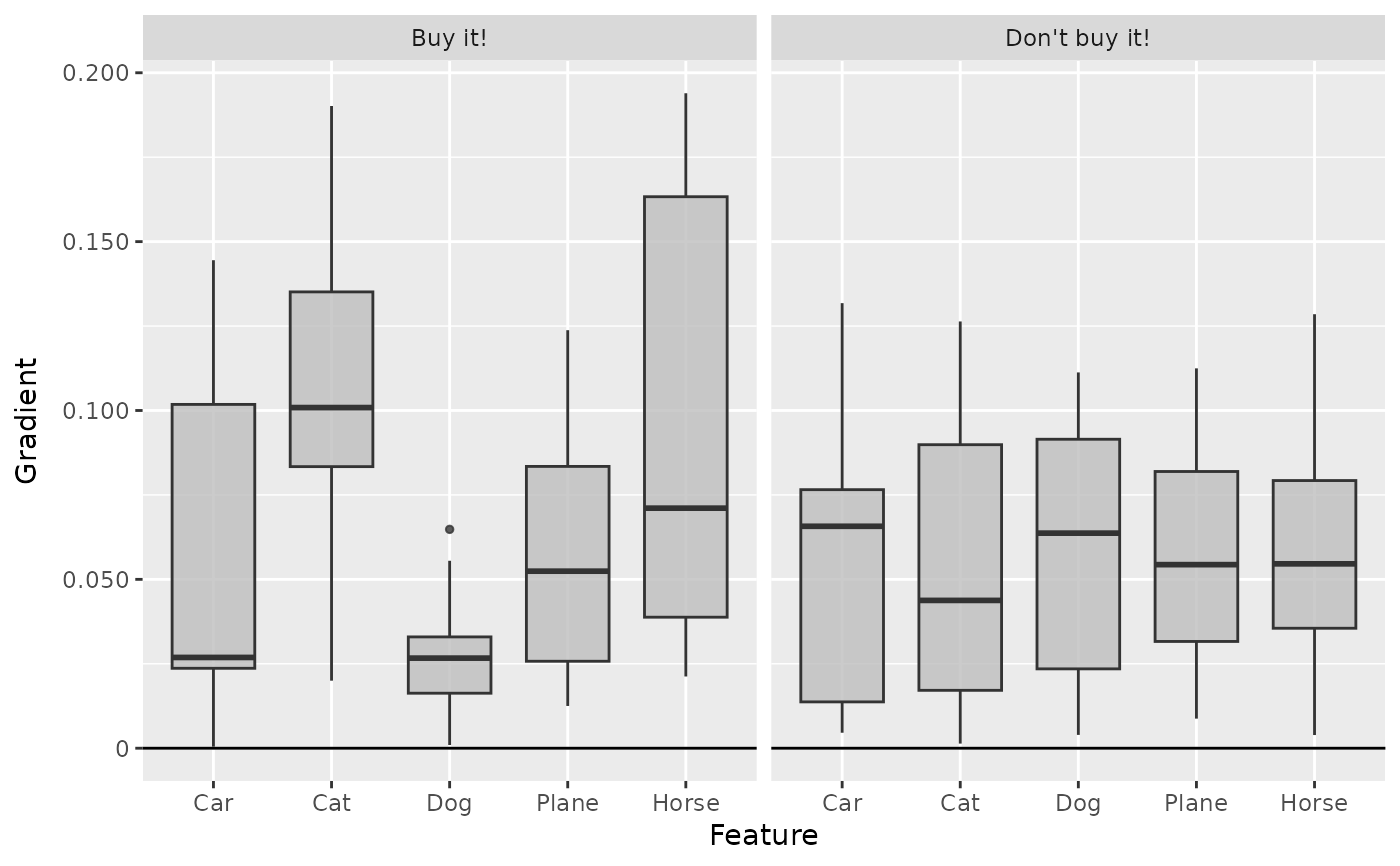 Buy it!
Don't buy it!
0.200
0.150
0.100
0.050
0
Gradient
Car Cat Dog Plane Horse
Car Cat Dog Plane Horse
Feature